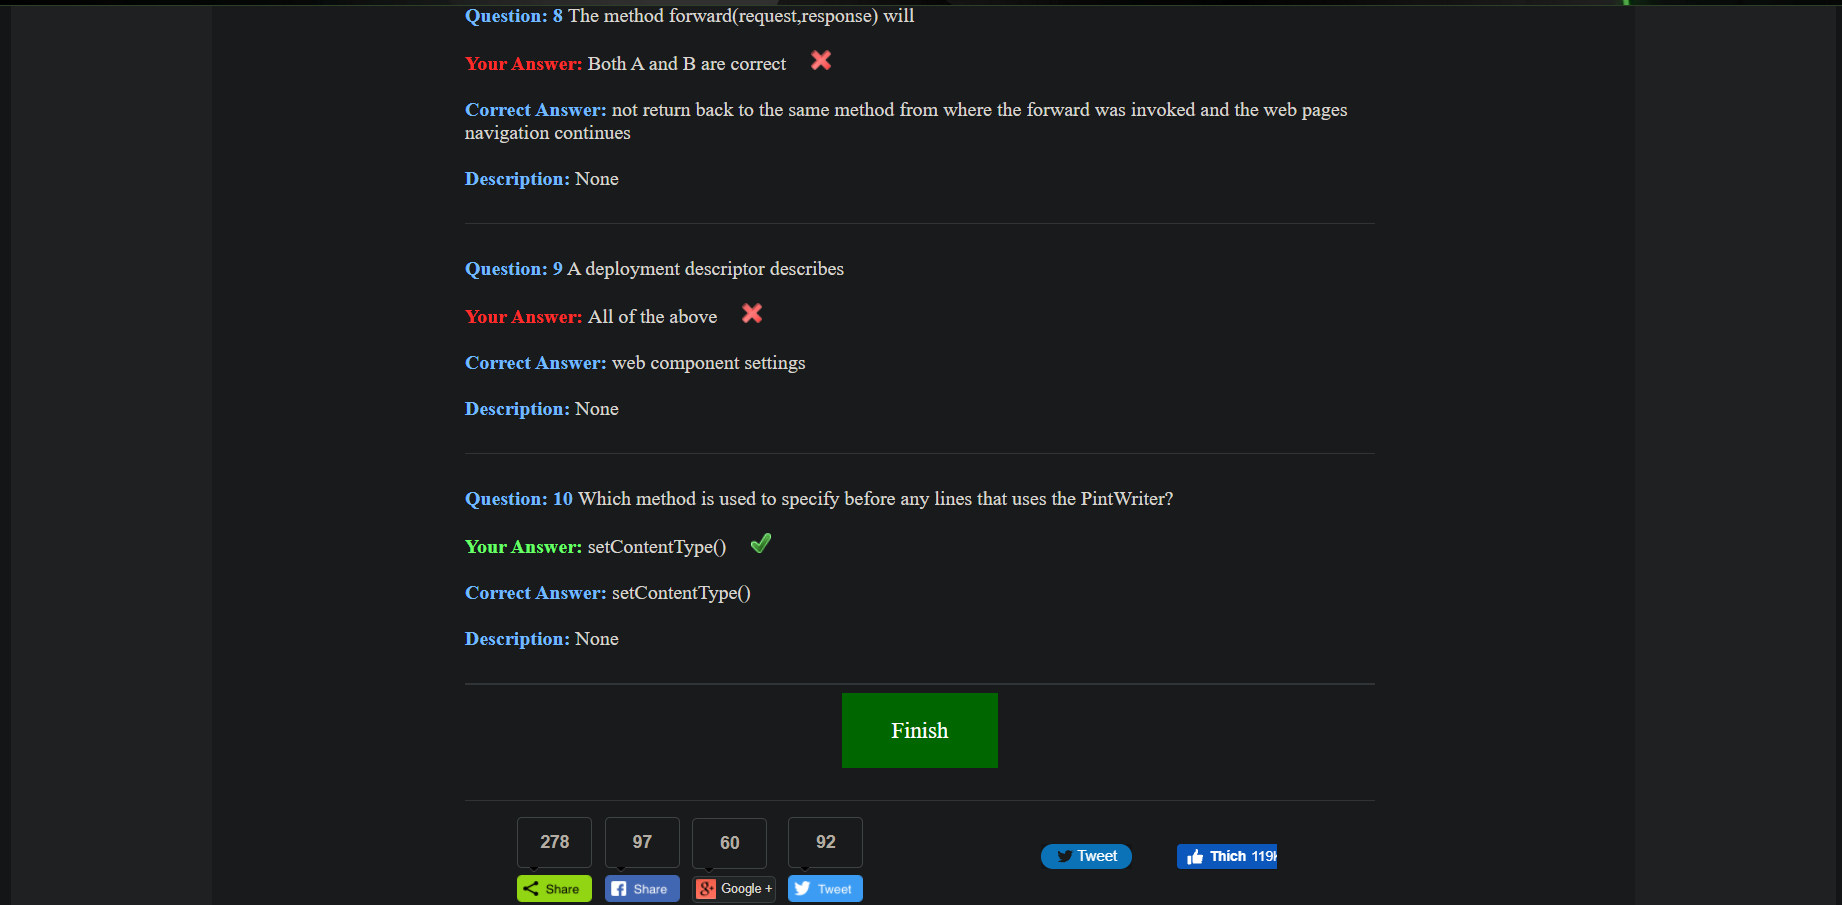 Question: 8 The method forward(request,response) will
Your Answer: Both A and B are correct
Correct Answer: not return back to the same method from where the forward was invoked and the web pages
navigation continues
Description: None
Question: 9 A deployment descriptor describes
Your Answer: All of the above
Correct Answer: web component settings
Description: None
Question: 10 Which method is used to specify before any lines that uses the PintWriter?
Your Answer: setContentType()
Correct Answer: setContentType()
Description: None
Finish
278 97 60 92
Tweet Thích 119k
Share Share Google + Tweet